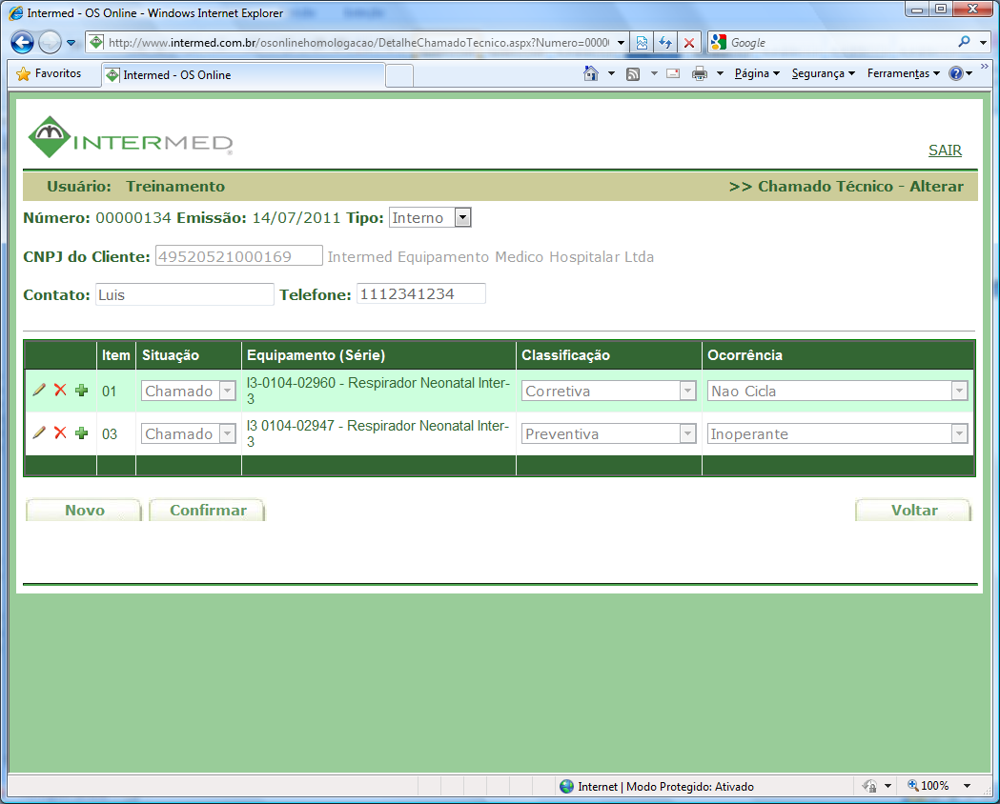 Intermed - OS Online - Windows Internet Explorer
http://www.intermed.com.br/osonlinehomologacao/DetalheChamadoTecnico.aspx?Numero=0000
Google
Favoritos
Intermed - OS Online
Página
Segurança
Ferramentas
INTERMED
SAIR
Usuário: Treinamento
>> Chamado Técnico - Alterar
Número: 00000134 Emissão: 14/07/2011 Tipo: Interno
CNPJ do Cliente: 49520521000169 Intermed Equipamento Medico Hospitalar Ltda
Contato: Luis Telefone: 1112341234
Item Situação Equipamento (Série) Classificação Ocorrência
01 Chamado I3-0104-02960 - Respirador Neonatal Inter-
3 Corretiva Nao Cicla
03 Chamado I3 0104-02947 - Respirador Neonatal Inter-
3 Preventiva Inoperante
Novo Confirmar Voltar
Internet | Modo Protegido: Ativado
100%